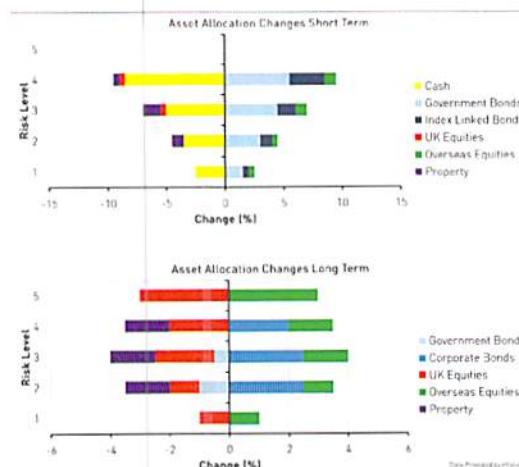 Asset Allocation Changes Short Term
5
4
3
2
1
Risk Level
-15 -10 -5 0 5 10 15
Change (%)
Cash
Government Bonds
Index Linked Bond
UK Equities
Overseas Equities
Property
Asset Allocation Changes Long Term
5
4
3
2
1
Risk Level
-6 -4 -2 0 2 4 6
Change (%)
Government Bond
Corporate Bonds
UK Equities
Overseas Equities
Property